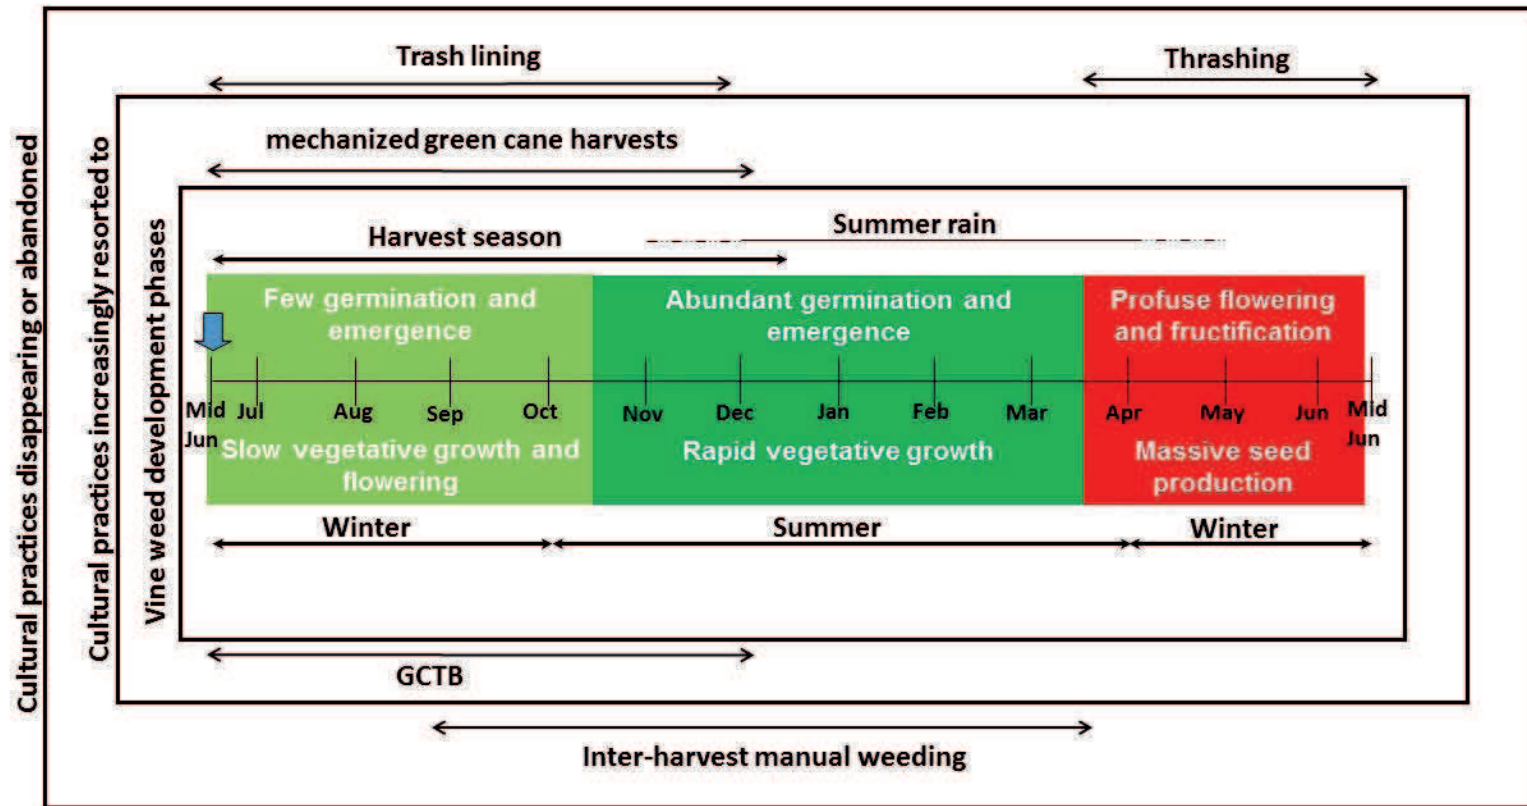 Cultural practices disappearing or abandoned
Cultural practices increasingly resorted to
Vine weed development phases
Trash lining
Thrashing
mechanized green cane harvests
Harvest season
Summer rain
Few germination and
emergence
Abundant germination and
emergence
Profuse flowering
and fructification
Mid
Jun
Jul
Aug
Sep
Oct
Nov
Dec
Jan
Feb
Mar
Apr
May
Jun
Mid
Jun
Slow vegetative growth and
flowering
Rapid vegetative growth
Massive seed
production
Winter
Summer
Winter
GCTB
Inter-harvest manual weeding